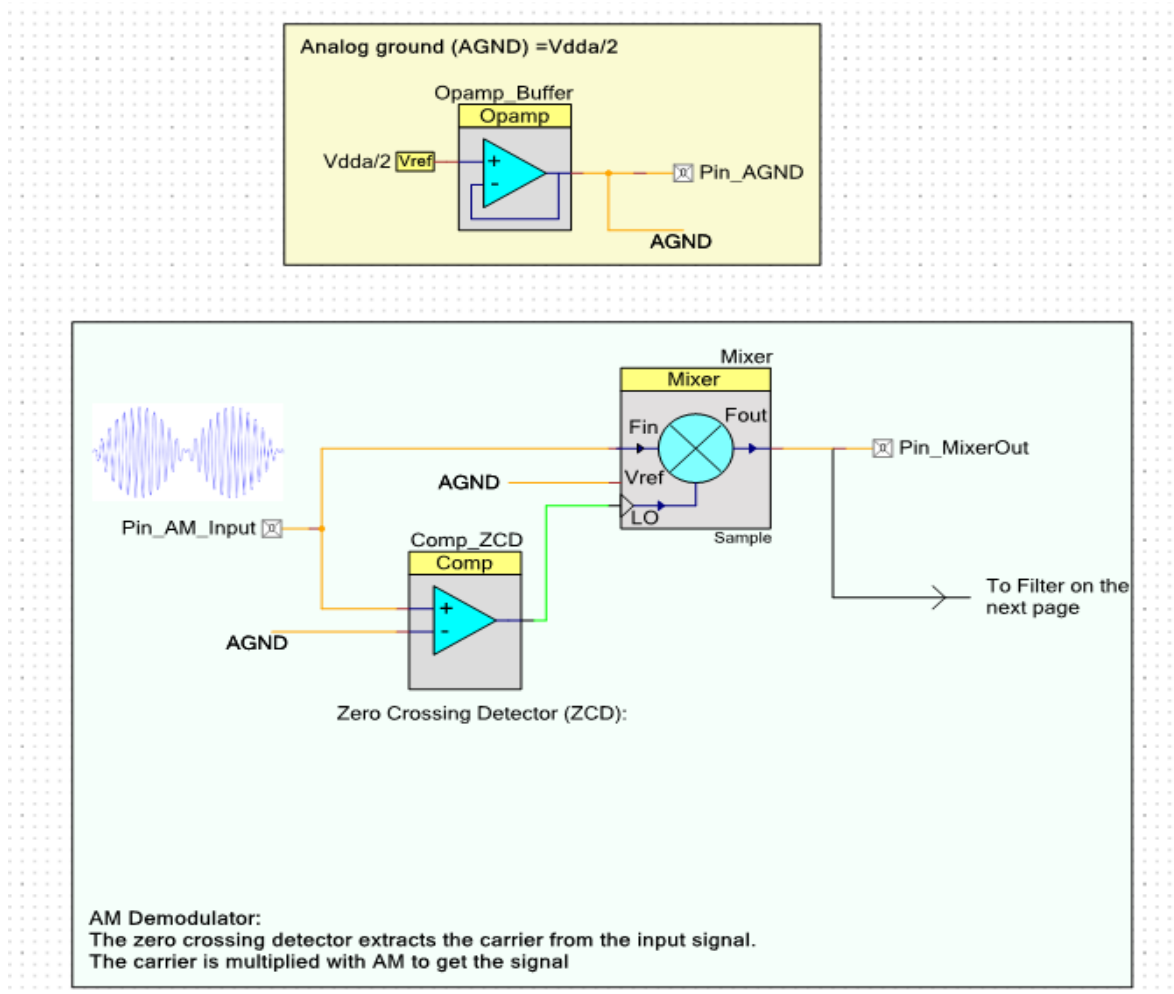 Analog ground (AGND) =Vdda/2
Opamp_Buffer
Opamp
Vdda/2 Vref
+
-
Pin_AGND
AGND
Mixer
Mixer
Fin
Fout
Pin_MixerOut
AGND
Vref
LO
Sample
Pin_AM_Input
Comp_ZCD
Comp
+
-
AGND
To Filter on the
next page
Zero Crossing Detector (ZCD):
AM Demodulator:
The zero crossing detector extracts the carrier from the input signal.
The carrier is multiplied with AM to get the signal